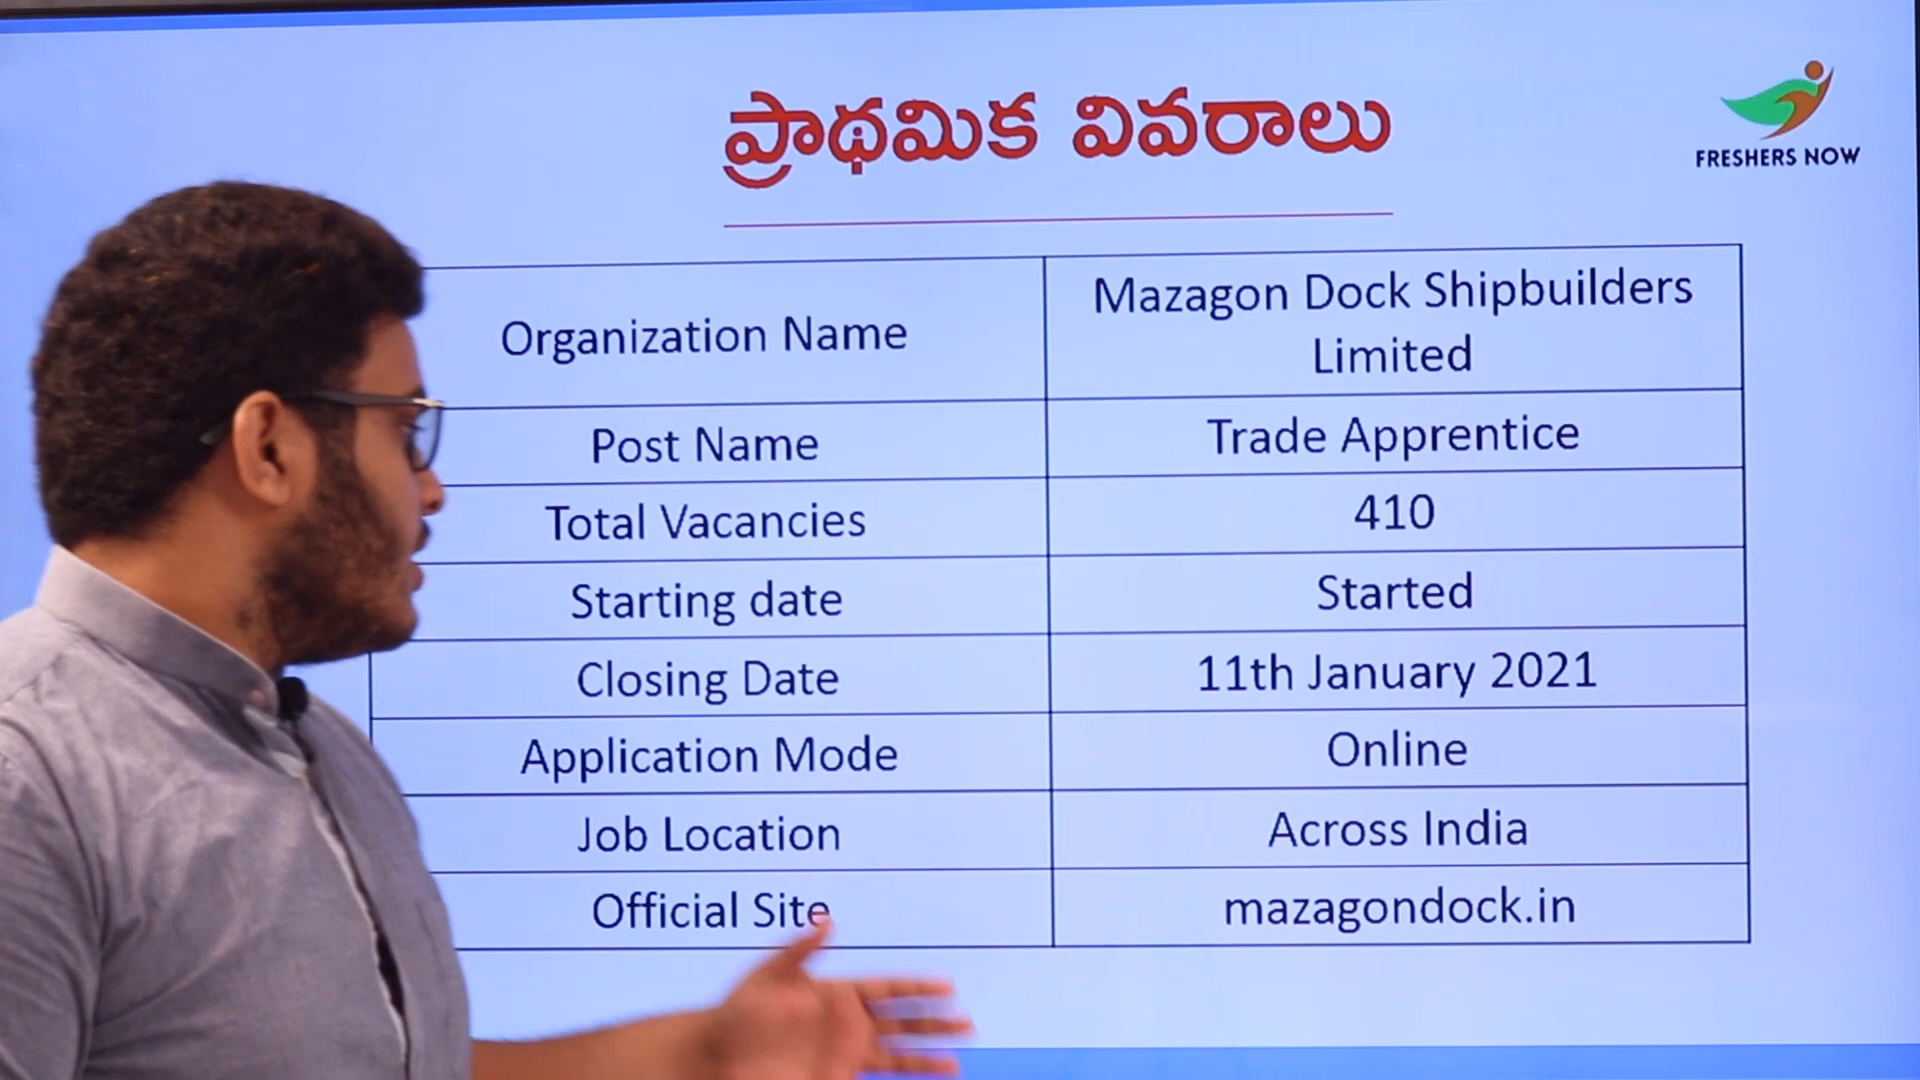 ప్రాథమిక వివరాలు
FRESHERS NOW
Organization Name
Mazagon Dock Shipbuilders
Limited
Post Name
Trade Apprentice
Total Vacancies
410
Starting date
Started
Closing Date
11th January 2021
Application Mode
Online
Job Location
Across India
Official Site
mazagondock.in